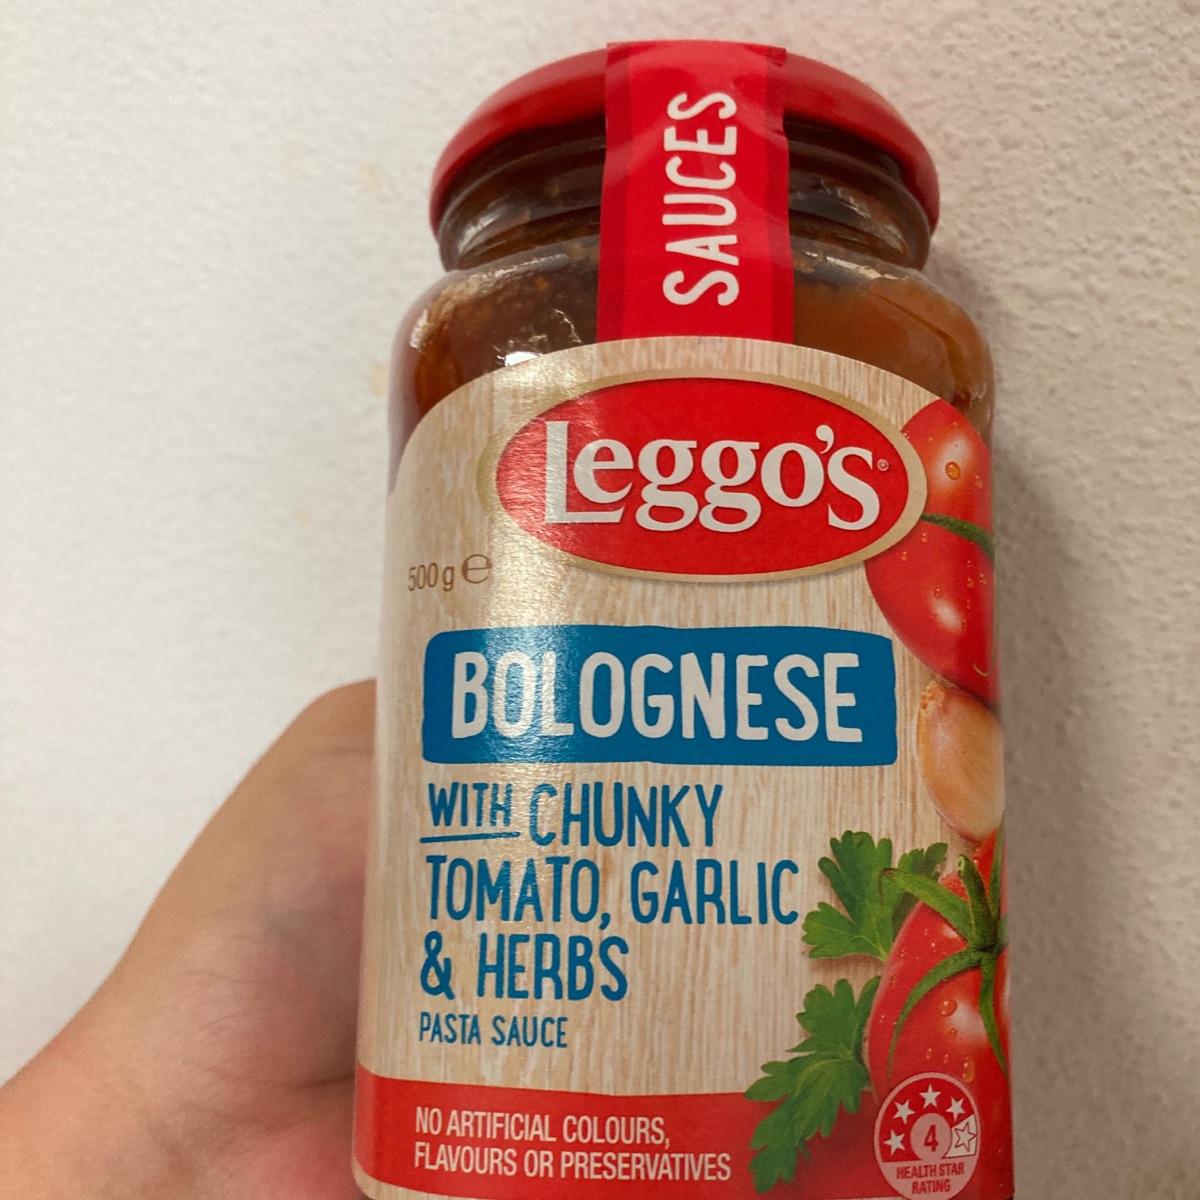 SAUCES
Leggo's®
500 g ℮
BOLOGNESE
WITH CHUNKY
TOMATO, GARLIC
& HERBS
PASTA SAUCE
NO ARTIFICIAL COLOURS,
FLAVOURS OR PRESERVATIVES
4
HEALTH STAR
RATING